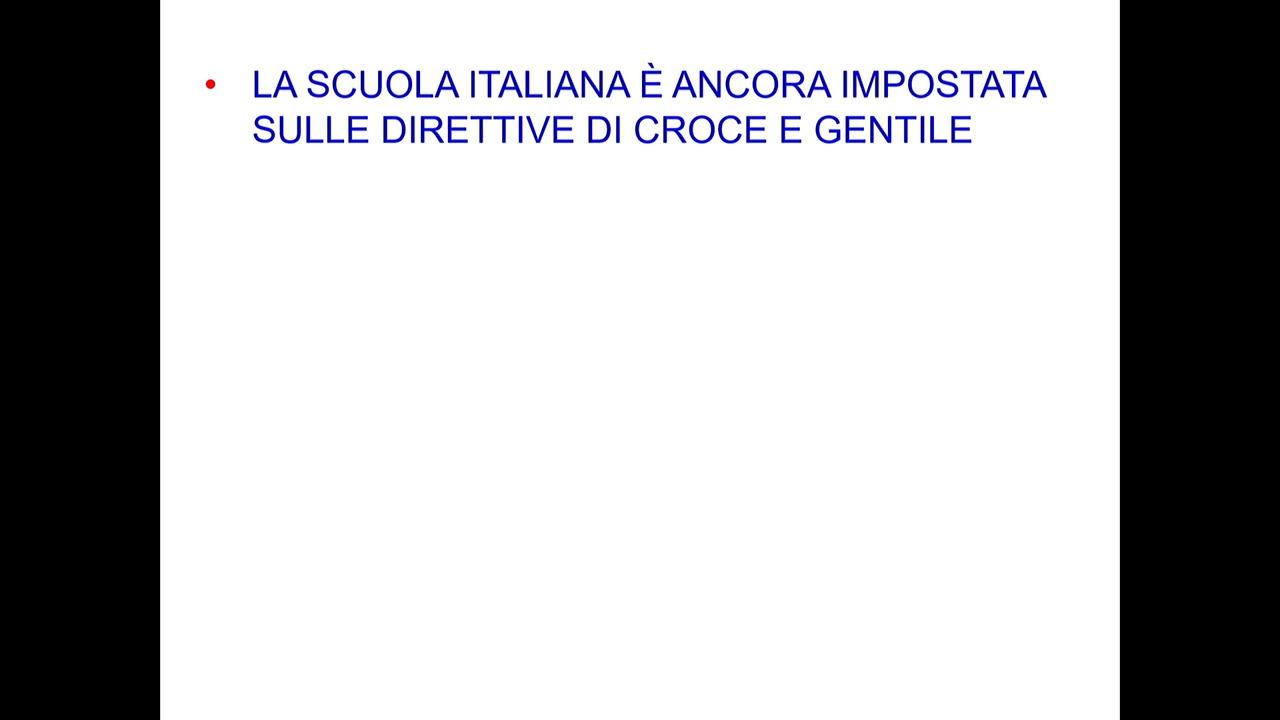 • LA SCUOLA ITALIANA È ANCORA IMPOSTATA
SULLE DIRETTIVE DI CROCE E GENTILE